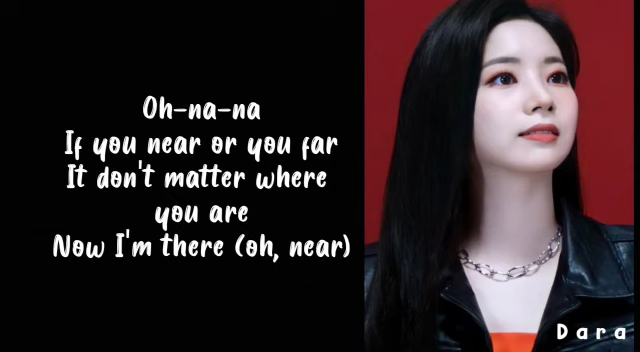 Oh-na-na
If you near or you far
It don't matter where
you are
Now I'm there (oh, near)
Dara